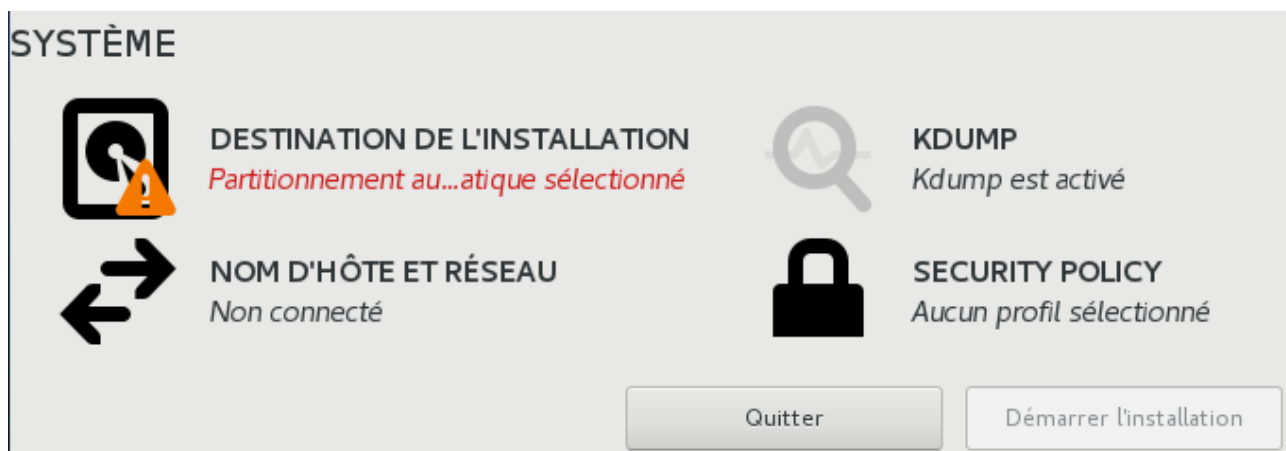 SYSTÈME
DESTINATION DE L'INSTALLATION
Partitionnement au...atique sélectionné
KDUMP
Kdump est activé
NOM D'HÔTE ET RÉSEAU
Non connecté
SECURITY POLICY
Aucun profil sélectionné
Quitter
Démarrer l'installation